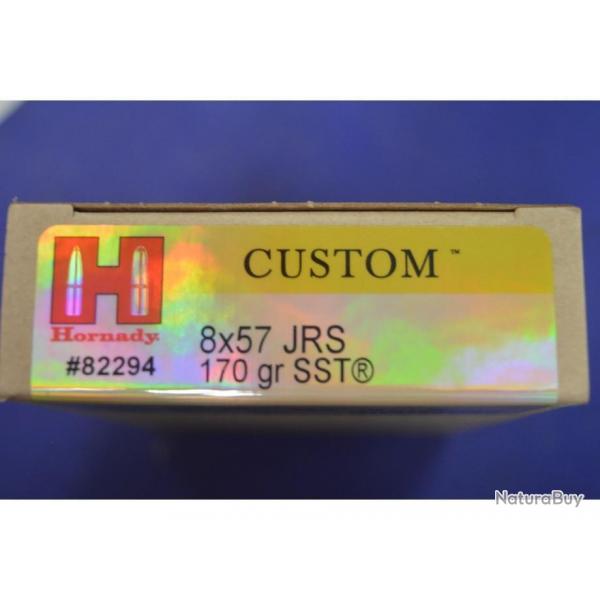 CUSTOM™
Hornady
#82294
8x57 JRS
170 gr SST®
NaturaBuy